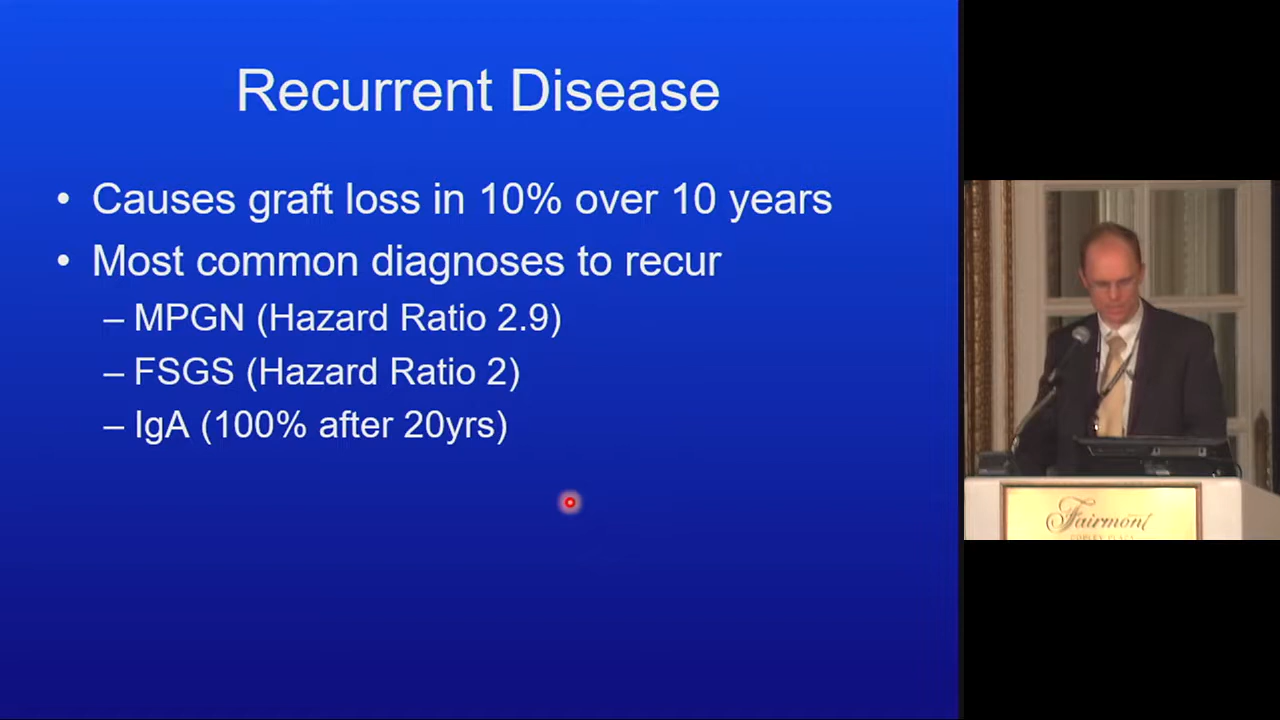 Recurrent Disease
• Causes graft loss in 10% over 10 years
• Most common diagnoses to recur
– MPGN (Hazard Ratio 2.9)
– FSGS (Hazard Ratio 2)
– IgA (100% after 20yrs)
Fairmont